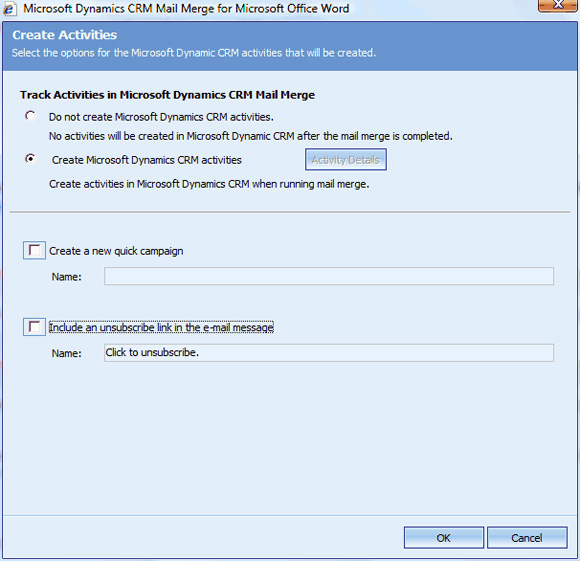 Microsoft Dynamics CRM Mail Merge for Microsoft Office Word
Create Activities
Select the options for the Microsoft Dynamic CRM activities that will be created.
Track Activities in Microsoft Dynamics CRM Mail Merge
Do not create Microsoft Dynamics CRM activities.
No activities will be created in Microsoft Dynamic CRM after the mail merge is completed.
Create Microsoft Dynamics CRM activities
Activity Details
Create activities in Microsoft Dynamics CRM when running mail merge.
Create a new quick campaign
Name:
Include an unsubscribe link in the e-mail message
Name: Click to unsubscribe.
OK Cancel